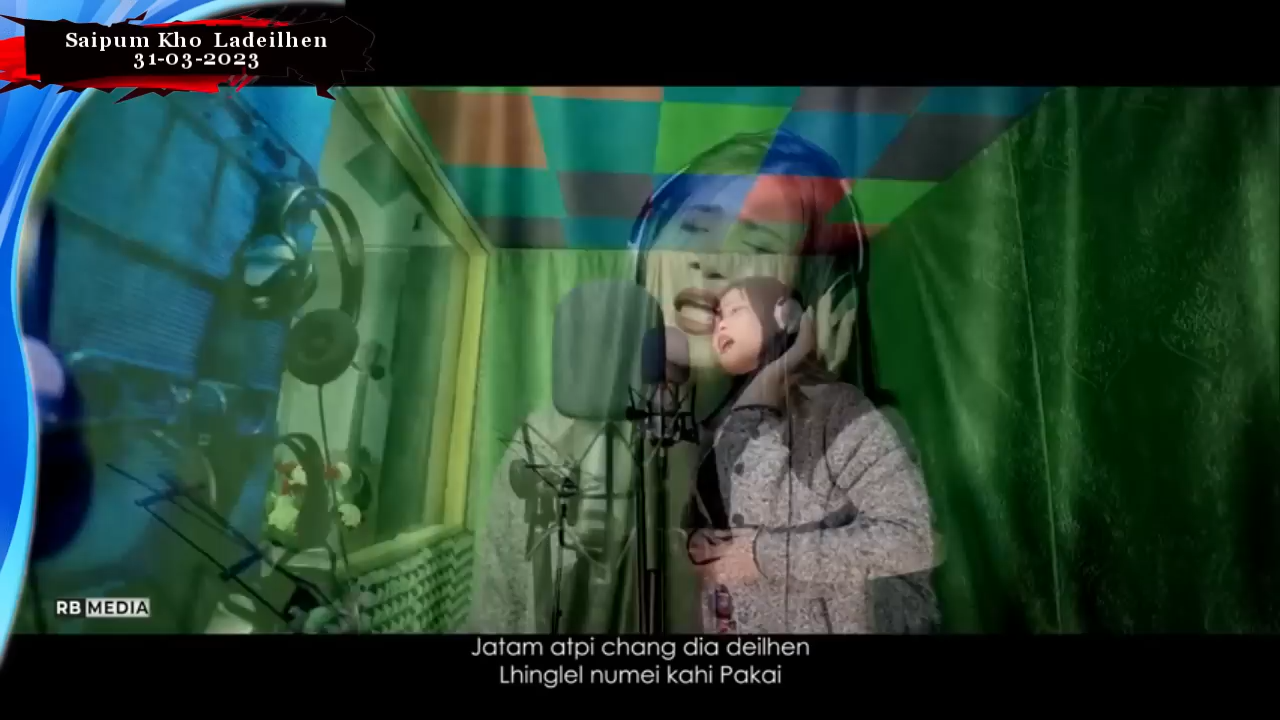 Saipum Kho Ladeilhen
31-03-2023
RB MEDIA
Jatam atpi chang dia deilhen
Lhinglel numei kahi Pakai